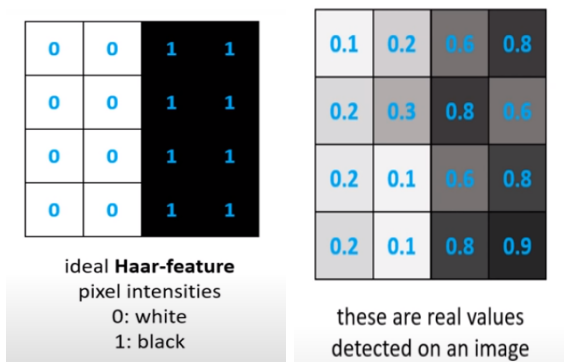 0 0 1 1
0 0 1 1
0 0 1 1
0 0 1 1
ideal Haar-feature
pixel intensities
0: white
1: black
0.1 0.2 0.6 0.8
0.2 0.3 0.8 0.6
0.2 0.1 0.6 0.8
0.2 0.1 0.8 0.9
these are real values
detected on an image